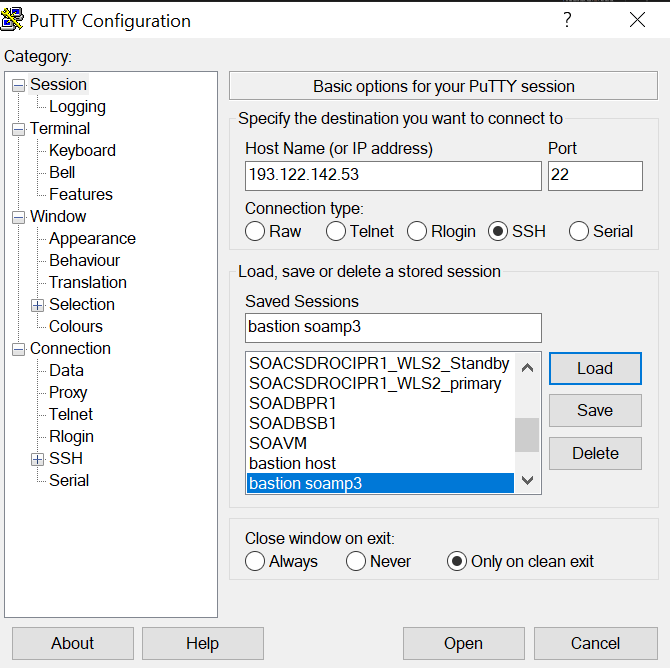 PuTTY Configuration
?
Category:
Session
Logging
Terminal
Keyboard
Bell
Features
Window
Appearance
Behaviour
Translation
Selection
Colours
Connection
Data
Proxy
Telnet
Rlogin
SSH
Serial
Basic options for your PuTTY session
Specify the destination you want to connect to
Host Name (or IP address) Port
193.122.142.53 22
Connection type:
Raw Telnet Rlogin SSH Serial
Load, save or delete a stored session
Saved Sessions
bastion soamp3
SOACSDROCIPR1_WLS2_Standby
SOACSDROCIPR1_WLS2_primary
SOADBPR1
SOADBSB1
SOAVM
bastion host
bastion soamp3
Load
Save
Delete
Close window on exit:
Always Never Only on clean exit
About Help Open Cancel